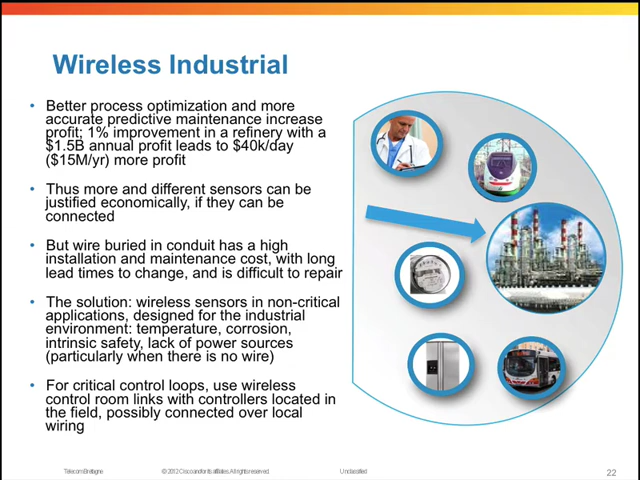 Wireless Industrial
• Better process optimization and more
accurate predictive maintenance increase
profit; 1% improvement in a refinery with a
$1.5B annual profit leads to $40k/day
($15M/yr) more profit
• Thus more and different sensors can be
justified economically, if they can be
connected
• But wire buried in conduit has a high
installation and maintenance cost, with long
lead times to change, and is difficult to repair
• The solution: wireless sensors in non-critical
applications, designed for the industrial
environment: temperature, corrosion,
intrinsic safety, lack of power sources
(particularly when there is no wire)
• For critical control loops, use wireless
control room links with controllers located in
the field, possibly connected over local
wiring
Telecom Bretagne © 2012 Cisco and/or its affiliates. All rights reserved. Unclassified 22